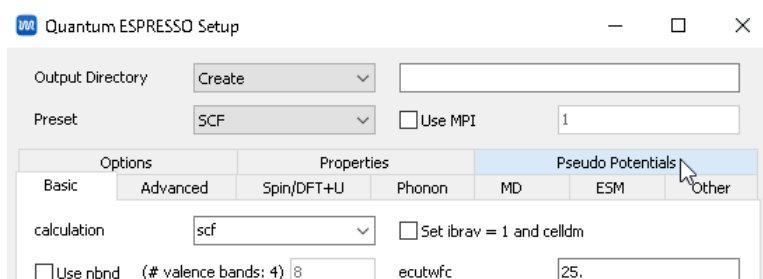 Quantum ESPRESSO Setup
Output Directory Create
Preset SCF Use MPI 1
Options Properties Pseudo Potentials
Basic Advanced Spin/DFT+U Phonon MD ESM Other
calculation scf Set ibrav = 1 and celldm
Use nbnd (# valence bands: 4) 8 ecutwfc 25.